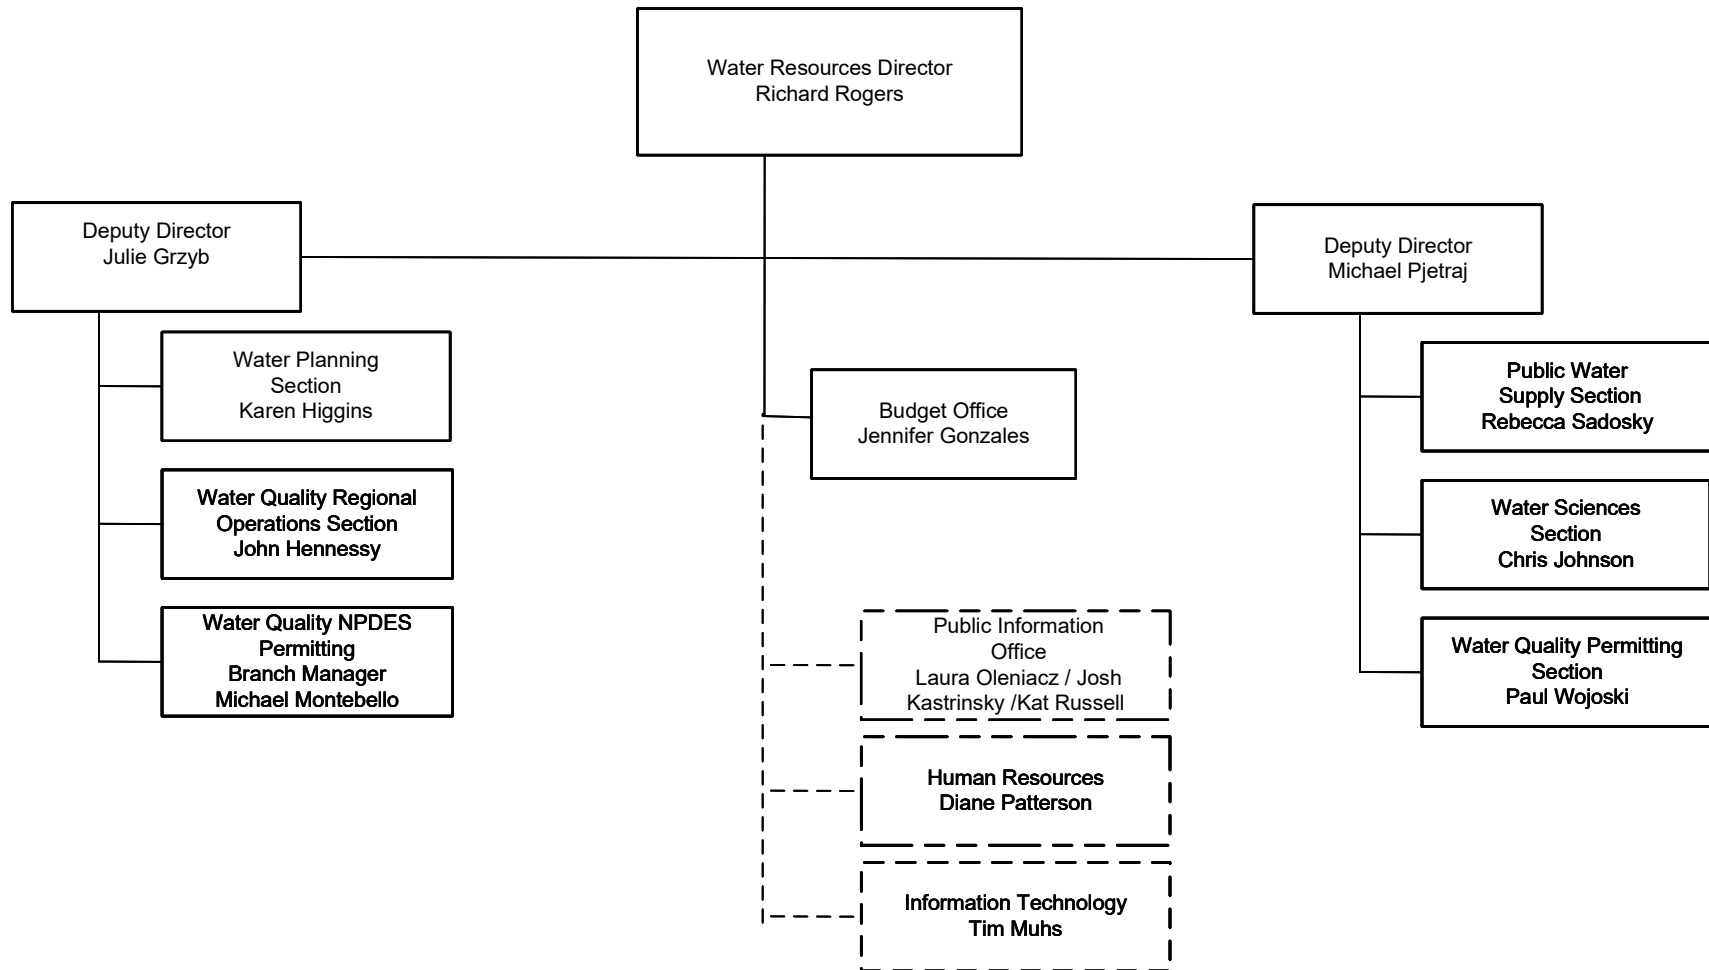 Water Resources Director
Richard Rogers
Deputy Director
Julie Grzyb
Deputy Director
Michael Pjetraj
Water Planning
Section
Karen Higgins
Water Quality Regional
Operations Section
John Hennessy
Water Quality NPDES
Permitting
Branch Manager
Michael Montebello
Budget Office
Jennifer Gonzales
Public Information
Office
Laura Oleniacz / Josh
Kastrinsky /Kat Russell
Human Resources
Diane Patterson
Information Technology
Tim Muhs
Public Water
Supply Section
Rebecca Sadosky
Water Sciences
Section
Chris Johnson
Water Quality Permitting
Section
Paul Wojoski